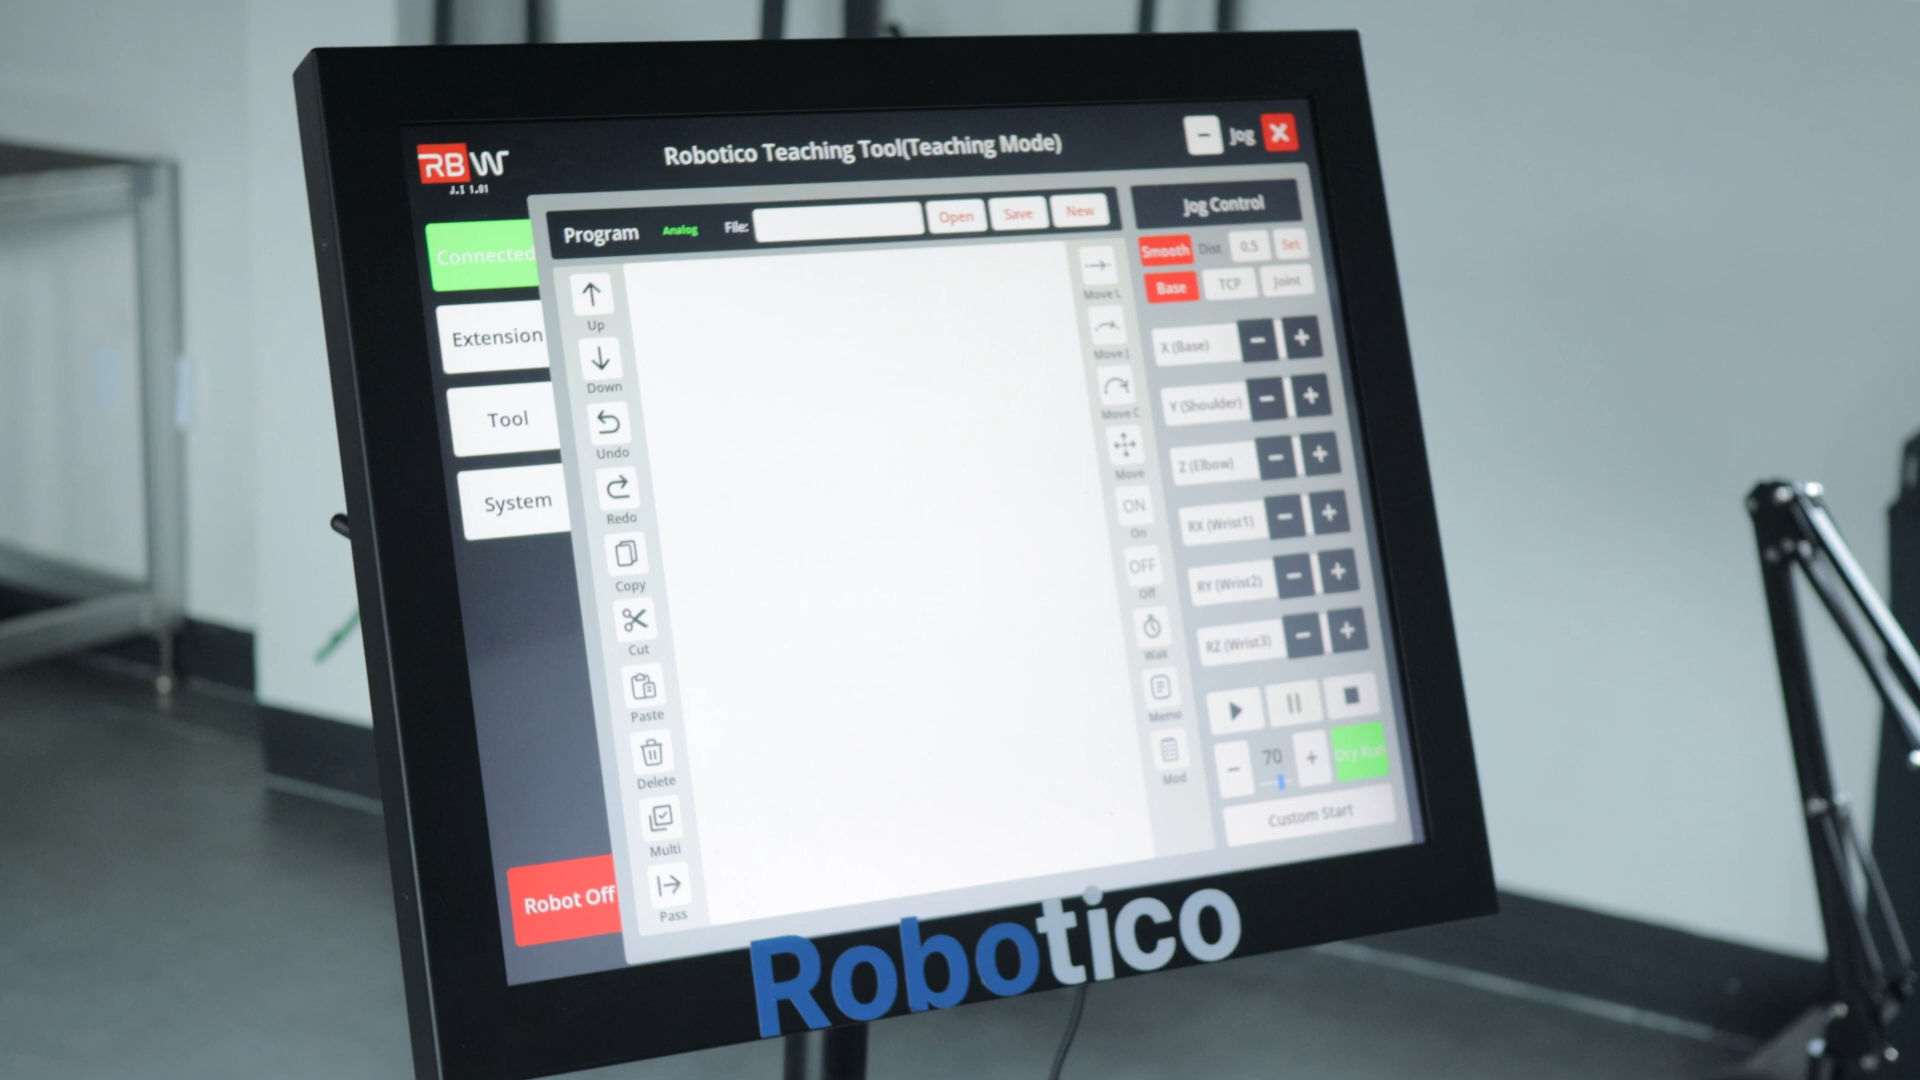 RBW
J.I 1.01
Robotico Teaching Tool(Teaching Mode)
Jog
Connected
Extension
Tool
System
Robot Off
Program
Analog
File:
Open
Save
New
Up
Down
Undo
Redo
Copy
Cut
Paste
Delete
Multi
Pass
Move L
Move J
Move C
Move
ON
On
OFF
Off
Wait
Memo
Mod
Jog Control
Smooth Dist 0.5 Set
Base TCP Joint
X (Base)
Y (Shoulder)
Z (Elbow)
RX (Wrist1)
RY (Wrist2)
RZ (Wrist3)
70
Dry Run
Custom Start
Robotico